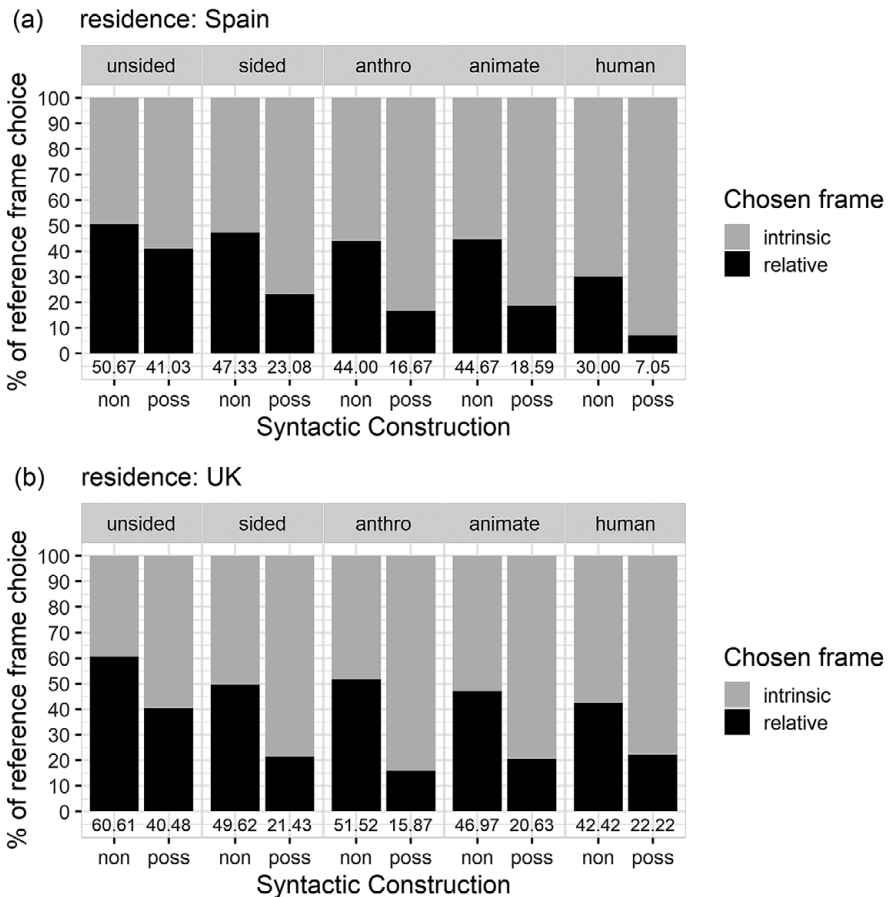 (a) residence: Spain
unsided sided anthro animate human
% of reference frame choice
100
90
80
70
60
50
40
30
20
10
0
50.67 41.03 47.33 23.08 44.00 16.67 44.67 18.59 30.00 7.05
non poss non poss non poss non poss non poss
Syntactic Construction
Chosen frame
intrinsic
relative
(b) residence: UK
unsided sided anthro animate human
% of reference frame choice
100
90
80
70
60
50
40
30
20
10
0
60.61 40.48 49.62 21.43 51.52 15.87 46.97 20.63 42.42 22.22
non poss non poss non poss non poss non poss
Syntactic Construction
Chosen frame
intrinsic
relative